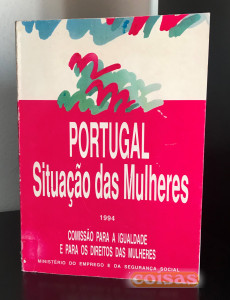 PORTUGAL
Situação das Mulheres
1994
COMISSÃO PARA A IGUALDADE
E PARA OS DIREITOS DAS MULHERES
MINISTÉRIO DO EMPREGO E DA SEGURANÇA SOCIAL
coisas